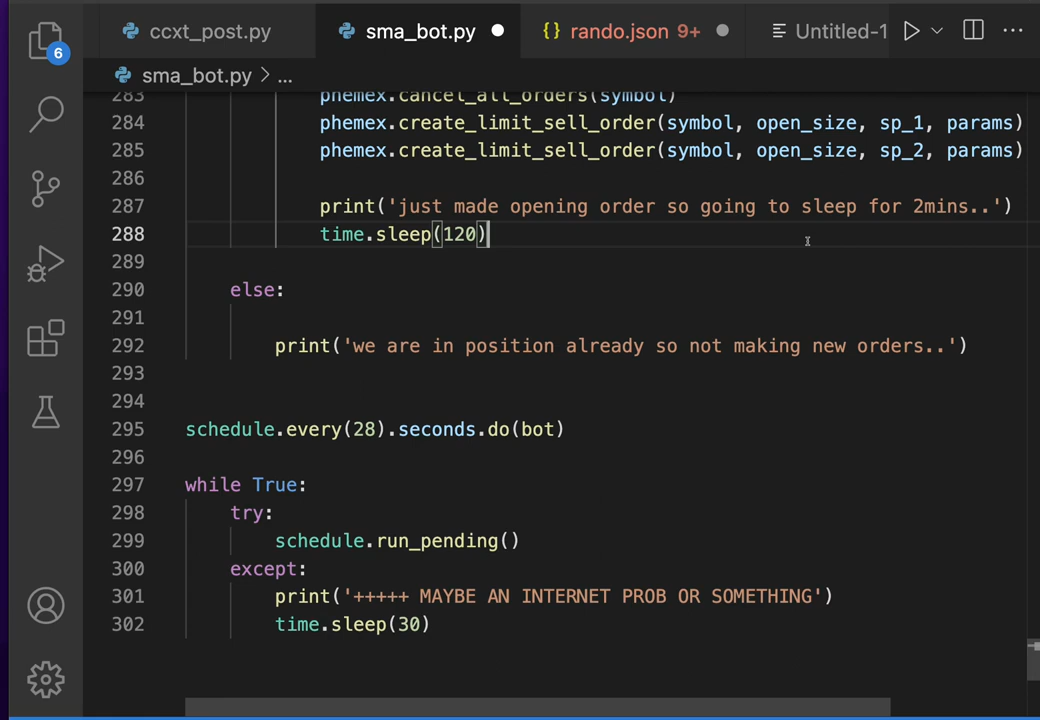 ccxt_post.py
sma_bot.py
{} rando.json 9+
Untitled-1
6
sma_bot.py > ...
283 phemex.cancel_all_orders(symbol)
284 phemex.create_limit_sell_order(symbol, open_size, sp_1, params)
285 phemex.create_limit_sell_order(symbol, open_size, sp_2, params)
286
287 print('just made opening order so going to sleep for 2mins..')
288 time.sleep(120)
289
290 else:
291
292 print('we are in position already so not making new orders..')
293
294
295 schedule.every(28).seconds.do(bot)
296
297 while True:
298 try:
299 schedule.run_pending()
300 except:
301 print('+++++ MAYBE AN INTERNET PROB OR SOMETHING')
302 time.sleep(30)